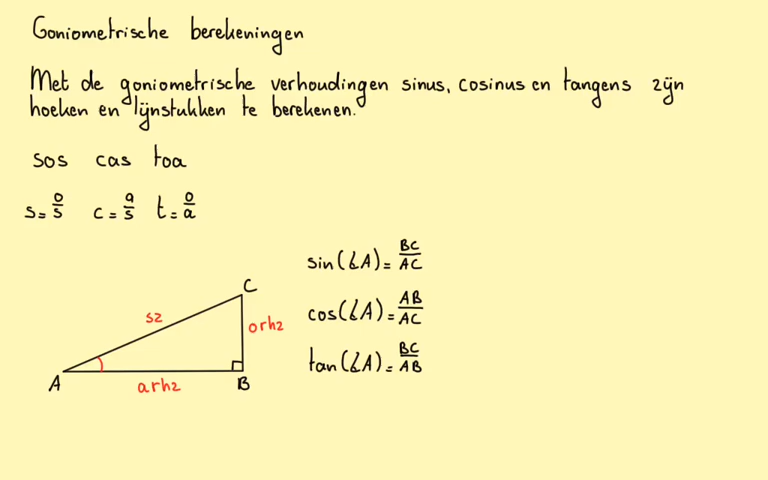 Goniometrische berekeningen
Met de goniometrische verhoudingen sinus, cosinus en tangens zijn
hoeken en lijnstukken te berekenen.
sos cas toa
s=o/s c=a/s t=o/a
sin(∠A)=BC/AC
cos(∠A)=AB/AC
tan(∠A)=BC/AB
C
sz
orhz
A
arhz
B